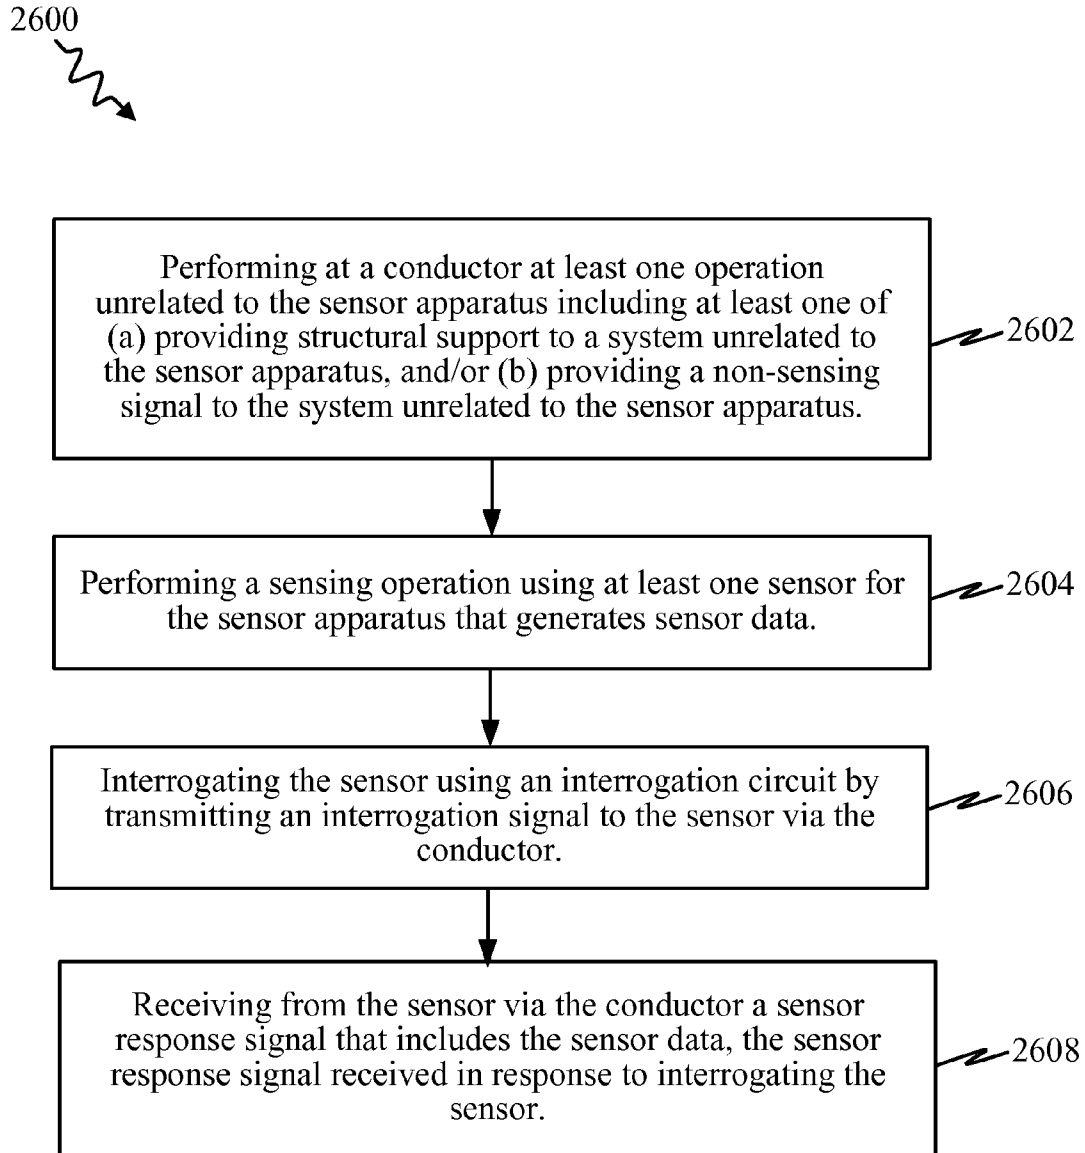 2600
Performing at a conductor at least one operation
unrelated to the sensor apparatus including at least one of
(a) providing structural support to a system unrelated to
the sensor apparatus, and/or (b) providing a non-sensing
signal to the system unrelated to the sensor apparatus.
2602
Performing a sensing operation using at least one sensor for
the sensor apparatus that generates sensor data.
2604
Interrogating the sensor using an interrogation circuit by
transmitting an interrogation signal to the sensor via the
conductor.
2606
Receiving from the sensor via the conductor a sensor
response signal that includes the sensor data, the sensor
response signal received in response to interrogating the
sensor.
2608